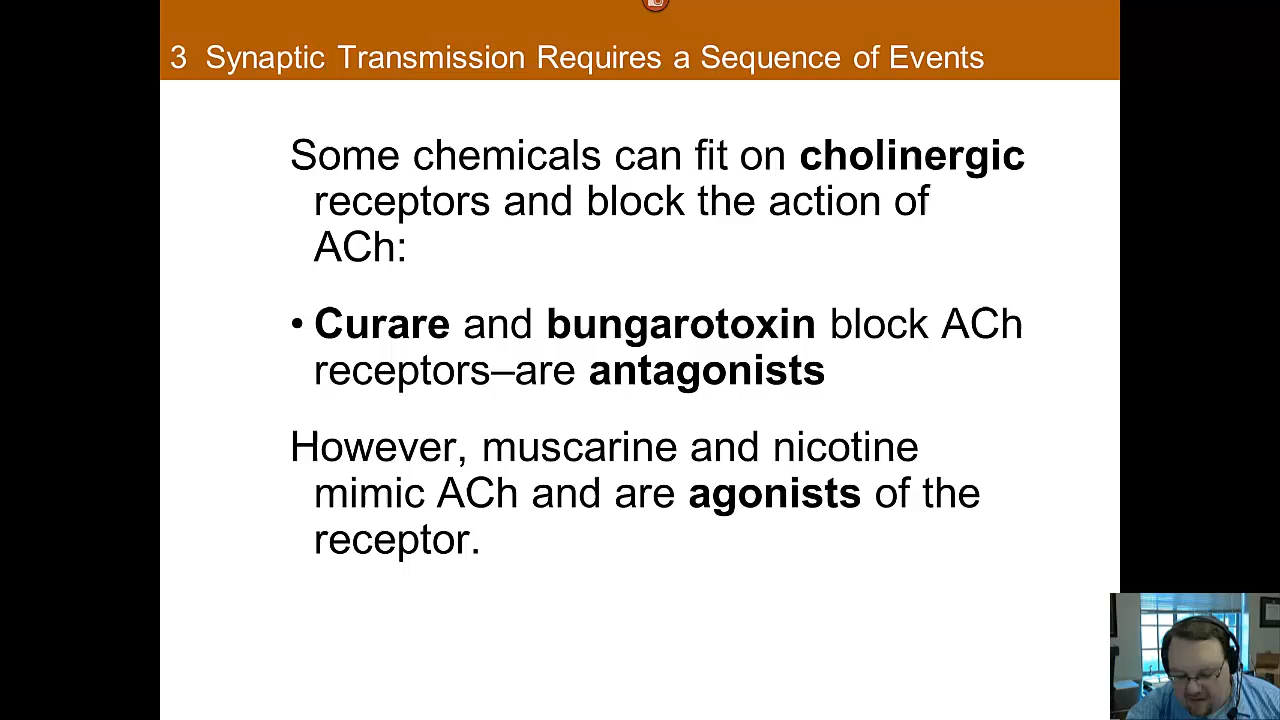 3 Synaptic Transmission Requires a Sequence of Events
Some chemicals can fit on cholinergic
receptors and block the action of
ACh:
• Curare and bungarotoxin block ACh
receptors–are antagonists
However, muscarine and nicotine
mimic ACh and are agonists of the
receptor.